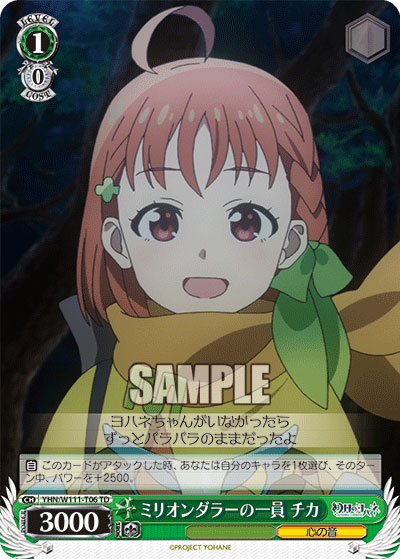 LEVEL
1
0
COST
SAMPLE
ヨハネちゃんがいなかったら
ずっとバラバラのままだったよ
自 このカードがアタックした時、あなたは自分のキャラを1枚選び、そのター
ン中、パワーを+2500。
CH YHN/W111-T06 TD
3000
ミリオンダラーの一員 チカ
心の音
©PROJECT YOHANE